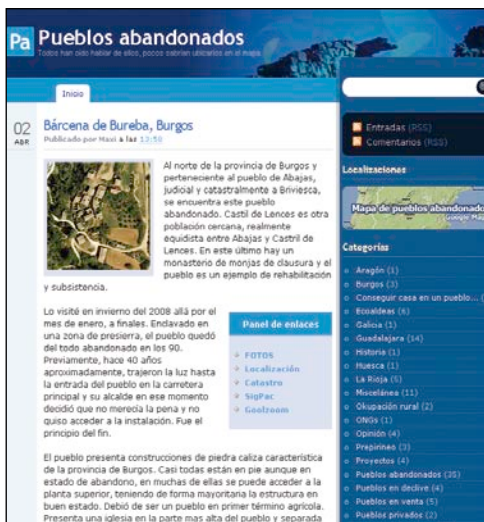 Pa Pueblos abandonados
Todos han oído hablar de ellos, pocos sabrían ubicarlos en el mapa
Inicio
02
ABR
Bárcena de Bureba, Burgos
Publicado por Maxi a las 13:50
Al norte de la provincia de Burgos y
perteneciente al pueblo de Abajas,
judicial y catastralmente a Briviesca,
se encuentra este pueblo
abandonado. Castil de Lences es otra
población cercana, realmente
equidista entre Abajas y Castril de
Lences. En este último hay un
monasterio de monjas de clausura y el
pueblo es un ejemplo de rehabilitación
y subsistencia.
Lo visité en invierno del 2008 allá por el
mes de enero, a finales. Enclavado en
una zona de presierra, el pueblo quedó
del todo abandonado en los 90.
Previamente, hace 40 años
aproximadamente, trajeron la luz hasta
la entrada del pueblo en la carretera
principal y su alcalde en ese momento
decidió que no merecía la pena y no
quiso acceder a la instalación. Fue el
principio del fin.
Panel de enlaces
FOTOS
Localización
Catastro
SigPac
Goolzoom
El pueblo presenta construcciones de piedra caliza característica
de la provincia de Burgos. Casi todas están en pie aunque en
estado de abandono, en muchas de ellas se puede acceder a la
planta superior, teniendo de forma mayoritaria la estructura en
buen estado. Debió de ser un pueblo en primer término agrícola.
Presenta una iglesia en la parte mas alta del pueblo y separada
Entradas (RSS)
Comentarios (RSS)
Localizaciones
Mapa de pueblos abandonado
Google Map
Categorías
Aragón (1)
Burgos (3)
Conseguir casa en un pueblo... (
Ecoaldeas (6)
Galicia (1)
Guadalajara (14)
Historia (1)
Huesca (1)
La Rioja (5)
Miscelánea (11)
Okupación rural (2)
ONGs (1)
Opinión (4)
Prepirineo (3)
Proyectos (4)
Pueblos abandonados (35)
Pueblos en declive (4)
Pueblos en venta (5)
Pueblos privados (2)